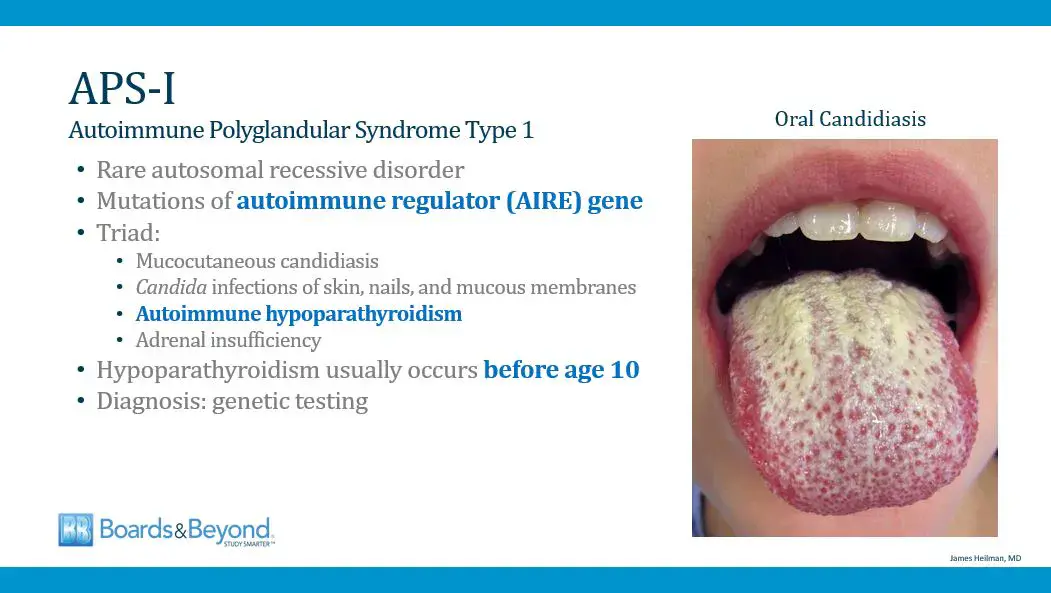 APS-I
Autoimmune Polyglandular Syndrome Type 1
Oral Candidiasis
• Rare autosomal recessive disorder
• Mutations of autoimmune regulator (AIRE) gene
• Triad:
• Mucocutaneous candidiasis
• Candida infections of skin, nails, and mucous membranes
• Autoimmune hypoparathyroidism
• Adrenal insufficiency
• Hypoparathyroidism usually occurs before age 10
• Diagnosis: genetic testing
BB Boards&Beyond
STUDY SMARTER™
James Heilman, MD